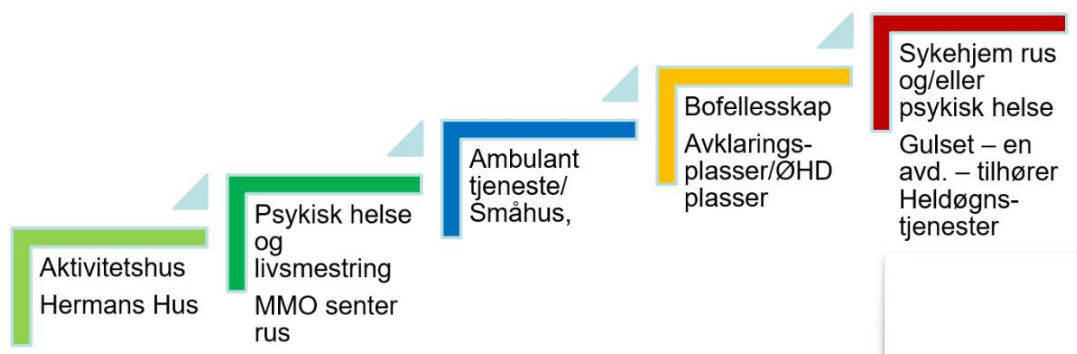 Aktivitetshus
Hermans Hus
Psykisk helse
og
livsmestring
MMO senter
rus
Ambulant
tjeneste/
Småhus,
Bofellesskap
Avklarings-
plasser/ØHD
plasser
Sykehjem rus
og/eller
psykisk helse
Gulset – en
avd. – tilhører
Heldøgns-
tjenester